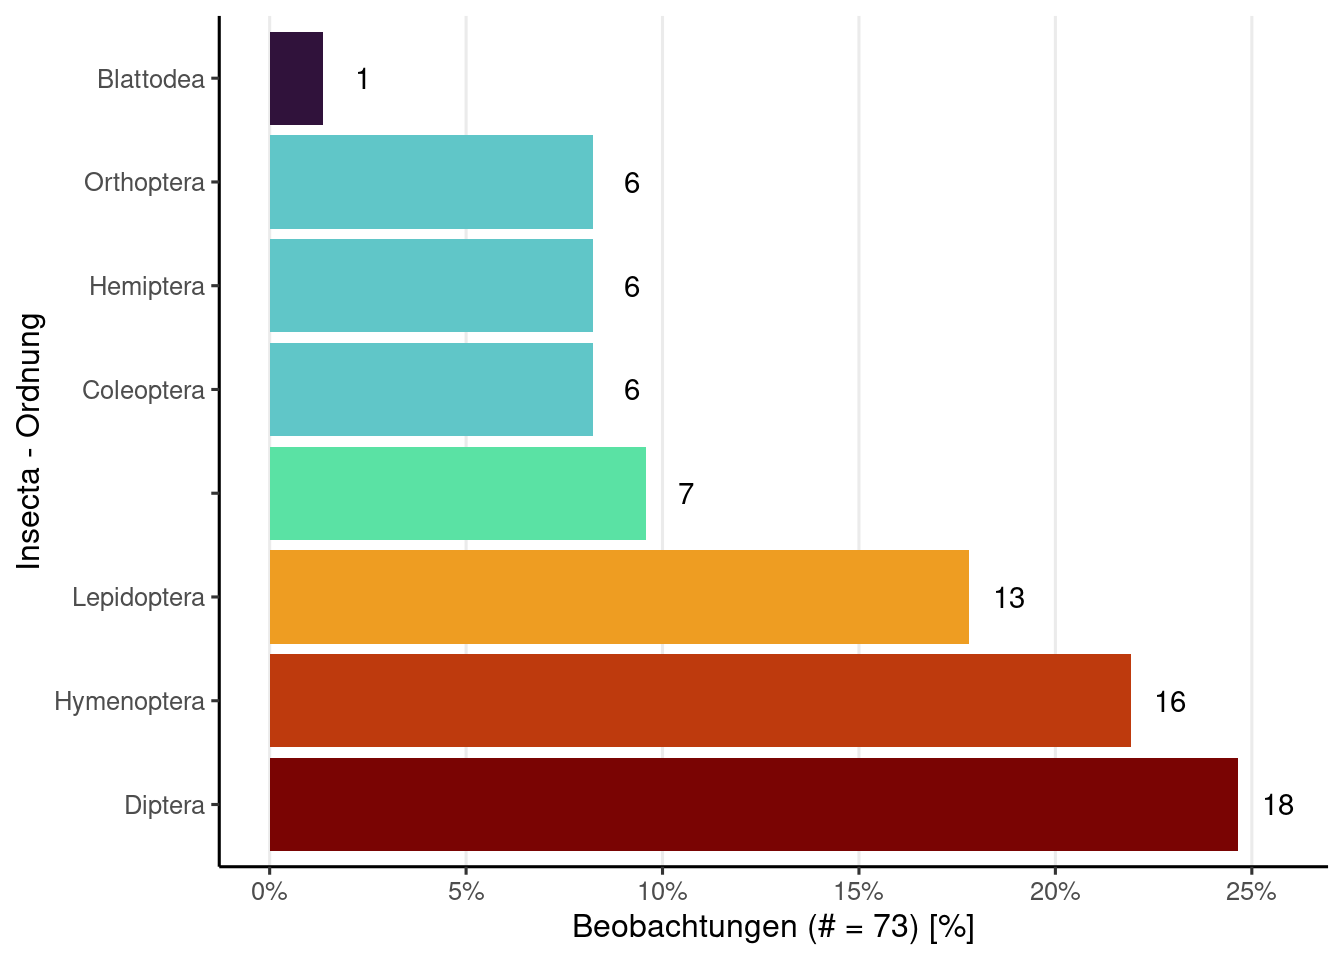 Insecta - Ordnung
Blattodea 1
Orthoptera 6
Hemiptera 6
Coleoptera 6
7
Lepidoptera 13
Hymenoptera 16
Diptera 18
0% 5% 10% 15% 20% 25%
Beobachtungen (# = 73) [%]